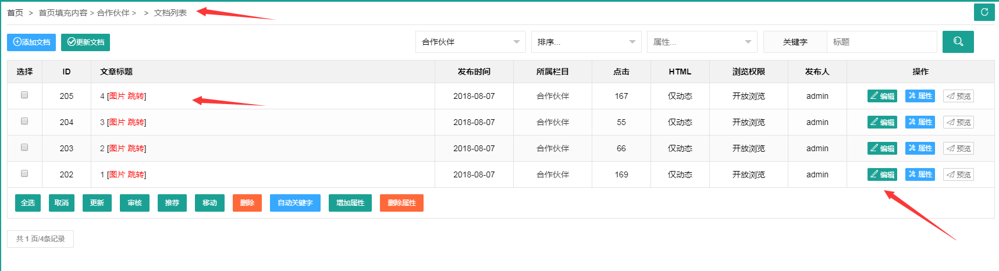 首页 > 首页填充内容 > 合作伙伴 > > 文档列表
添加文档 更新文档 合作伙伴 排序... 属性... 关键字 标题
选择 ID 文章标题 发布时间 所属栏目 点击 HTML 浏览权限 发布人 操作
205 4 [图片 跳转] 2018-08-07 合作伙伴 167 仅动态 开放浏览 admin 编辑 属性 预览
204 3 [图片 跳转] 2018-08-07 合作伙伴 55 仅动态 开放浏览 admin 编辑 属性 预览
203 2 [图片 跳转] 2018-08-07 合作伙伴 66 仅动态 开放浏览 admin 编辑 属性 预览
202 1 [图片 跳转] 2018-08-07 合作伙伴 169 仅动态 开放浏览 admin 编辑 属性 预览
全选 取消 更新 审核 推荐 移动 删除 自动关键字 增加属性 删除属性
共 1 页/4条记录